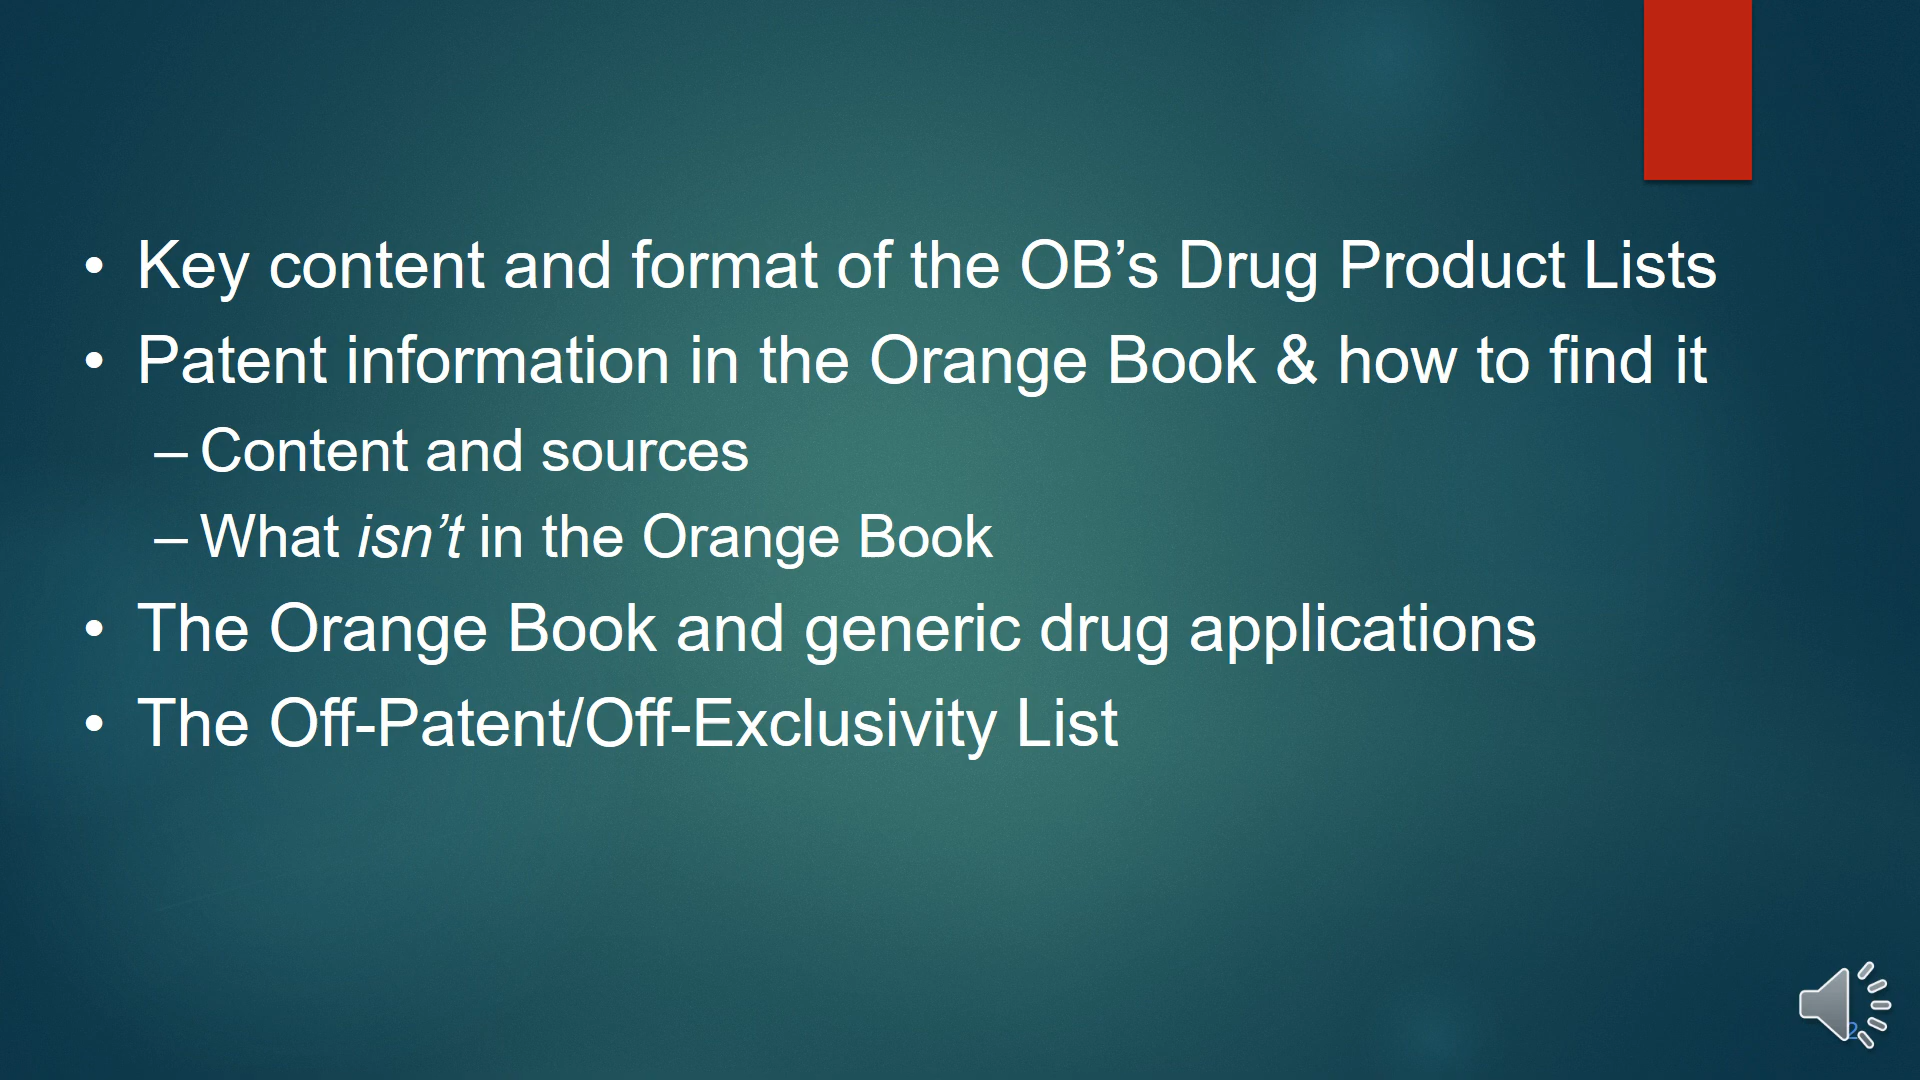 • Key content and format of the OB’s Drug Product Lists
• Patent information in the Orange Book & how to find it
– Content and sources
– What isn’t in the Orange Book
• The Orange Book and generic drug applications
• The Off-Patent/Off-Exclusivity List
2